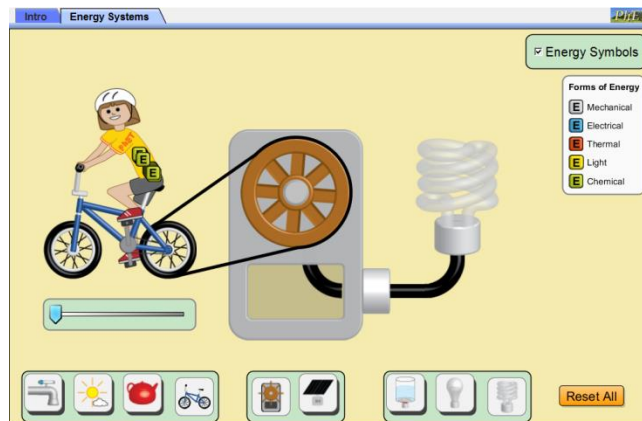 Intro
Energy Systems
PhET
Energy Symbols
Forms of Energy
E Mechanical
E Electrical
E Thermal
E Light
E Chemical
E
E
Reset All